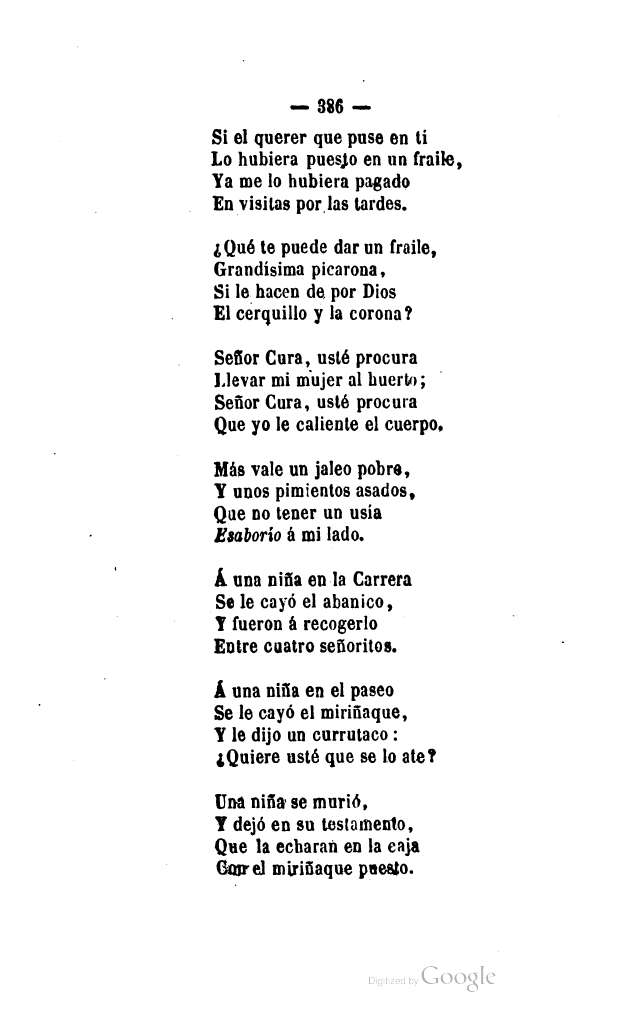 — 386 —
Si el querer que puse en ti
Lo hubiera puesto en un fraile,
Ya me lo hubiera pagado
En visitas por las tardes.
¿Qué te puede dar un fraile,
Grandísima picarona,
Si le hacen de por Dios
El cerquillo y la corona?
Señor Cura, usté procura
Llevar mi mujer al huerto;
Señor Cura, usté procura
Que yo le caliente el cuerpo.
Más vale un jaleo pobre,
Y unos pimientos asados,
Que no tener un usía
Esaborío á mi lado.
Á una niña en la Carrera
Se le cayó el abanico,
Y fueron á recogerlo
Entre cuatro señoritos.
Á una niña en el paseo
Se le cayó el miriñaque,
Y le dijo un currutaco:
¿Quiere usté que se lo ate?
Una niña se murió,
Y dejó en su testamento,
Que la echaran en la caja
Con el miriñaque puesto.
Digitized by Google